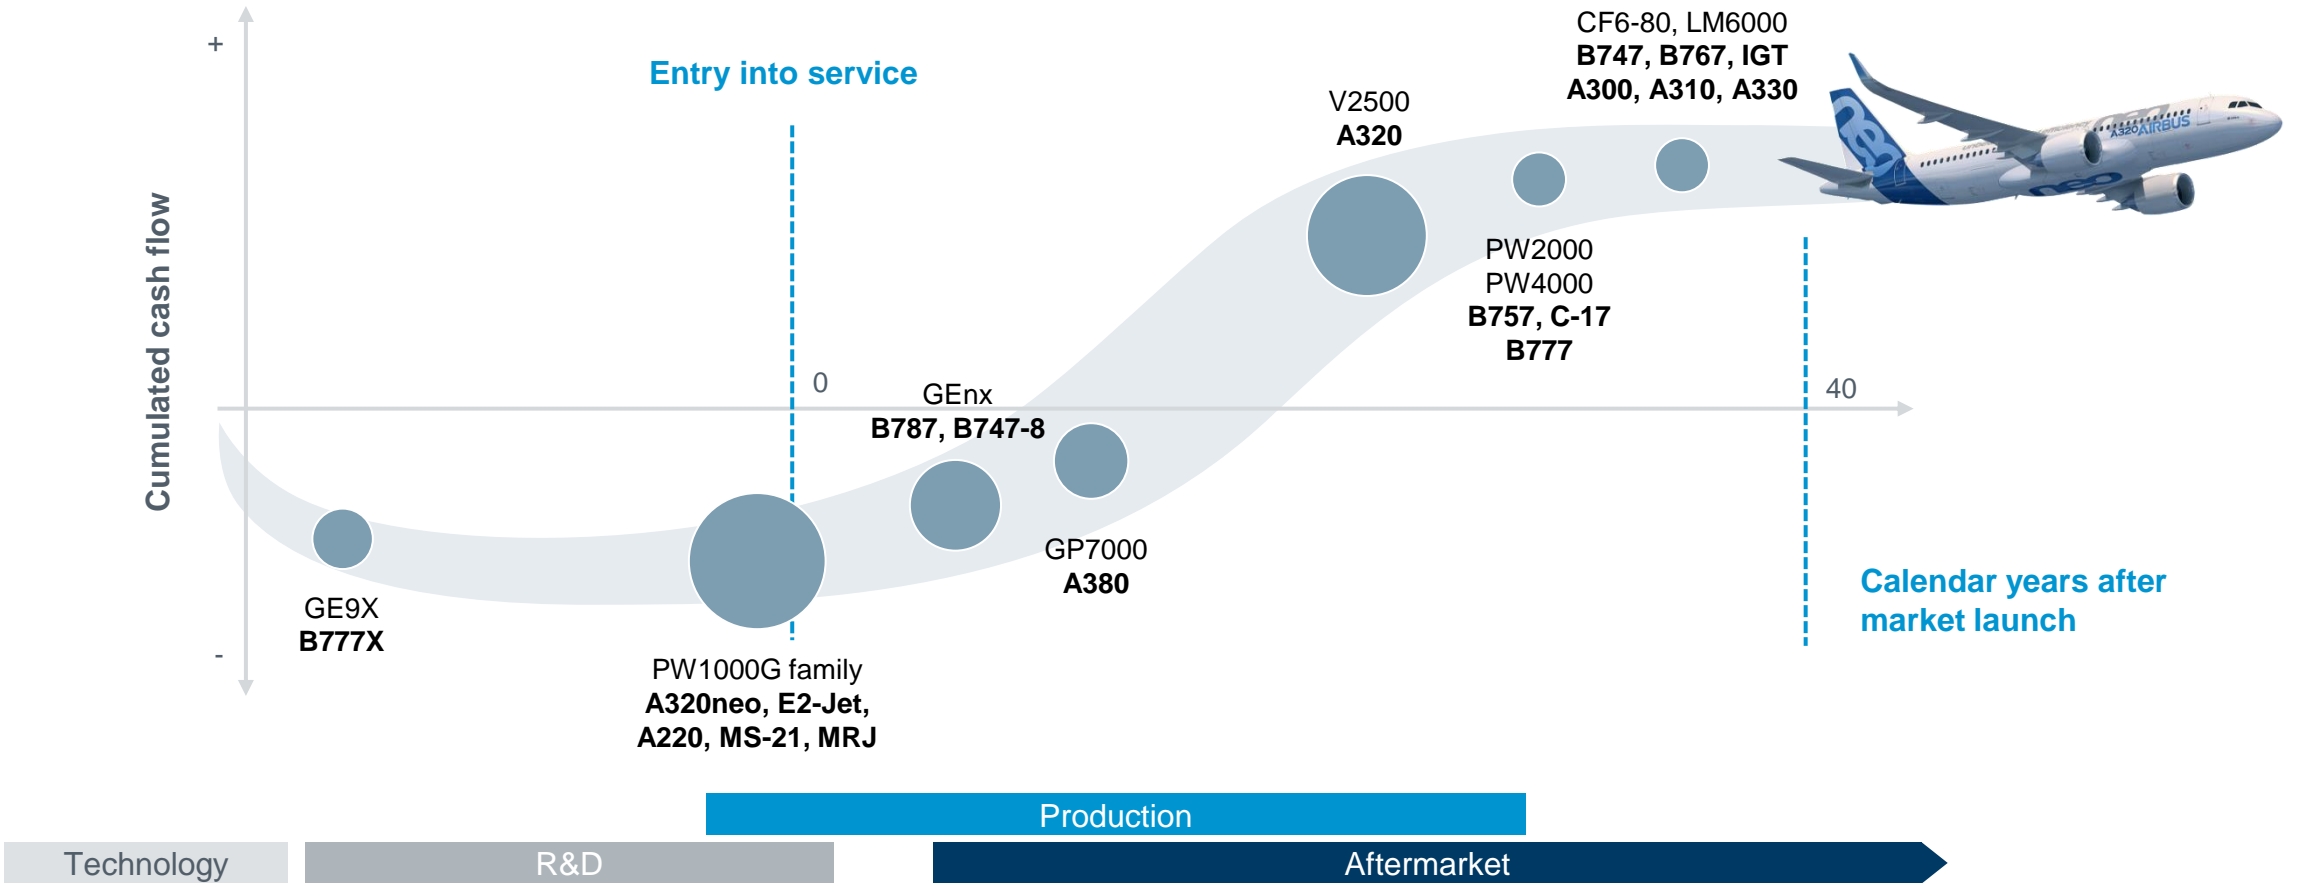 +
Cumulated cash flow
-
Entry into service
CF6-80, LM6000
B747, B767, IGT
A300, A310, A330
V2500
A320
A320 AIRBUS
neo
PW2000
PW4000
B757, C-17
B777
0
40
GEnx
B787, B747-8
GP7000
A380
GE9X
B777X
PW1000G family
A320neo, E2-Jet,
A220, MS-21, MRJ
Calendar years after
market launch
Production
Technology
R&D
Aftermarket